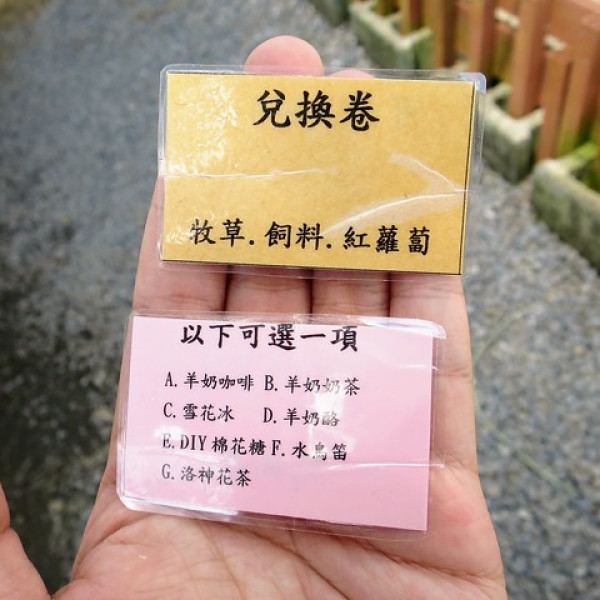 兌換卷
牧草.飼料.紅蘿蔔
以下可選一項
A.羊奶咖啡 B.羊奶奶茶
C.雪花冰 D.羊奶酪
E.DIY棉花糖 F.水鳥笛
G.洛神花茶